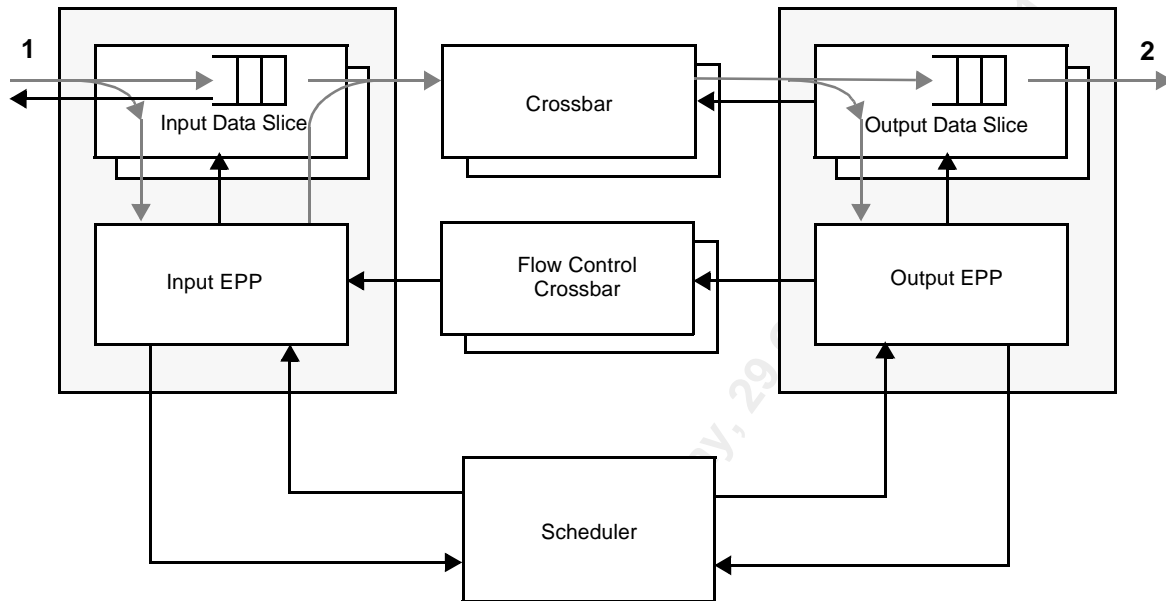 1
2
Input Data Slice
Crossbar
Output Data Slice
Input EPP
Flow Control
Crossbar
Output EPP
Scheduler